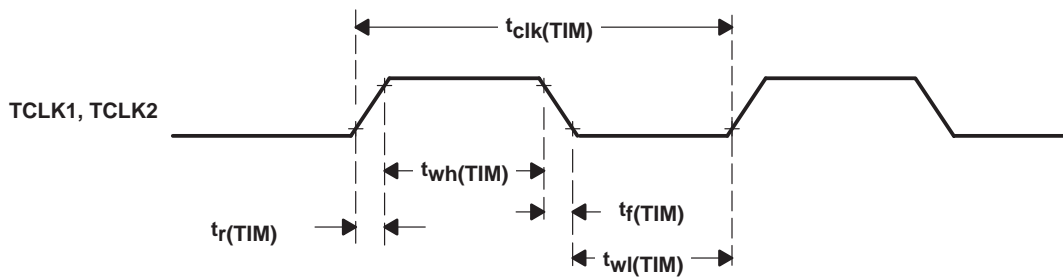 tclk(TIM)
TCLK1, TCLK2
twh(TIM)
tr(TIM)
tf(TIM)
twl(TIM)